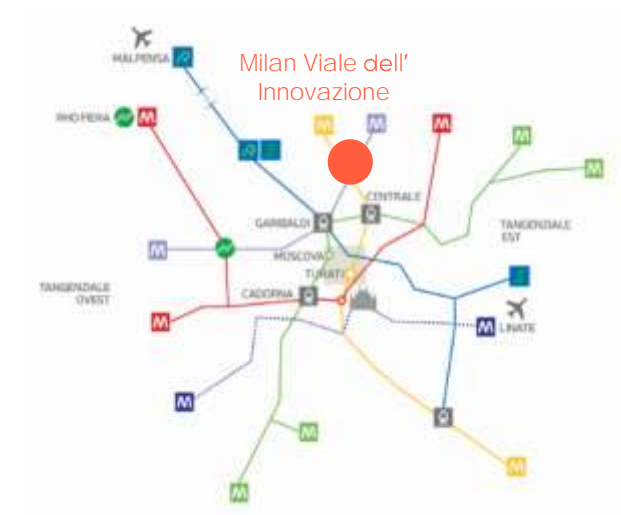 MALPENSA
Milan Viale dell'
Innovazione
RHO FIERA M
M M M
M
M
CENTRALE
GARIBALDI
TANGENZIALE
EST
M
MOSCOVA
TURATI
TANGENZIALE
OVEST
CADORNA
M
M LINATE
M
M
M
M